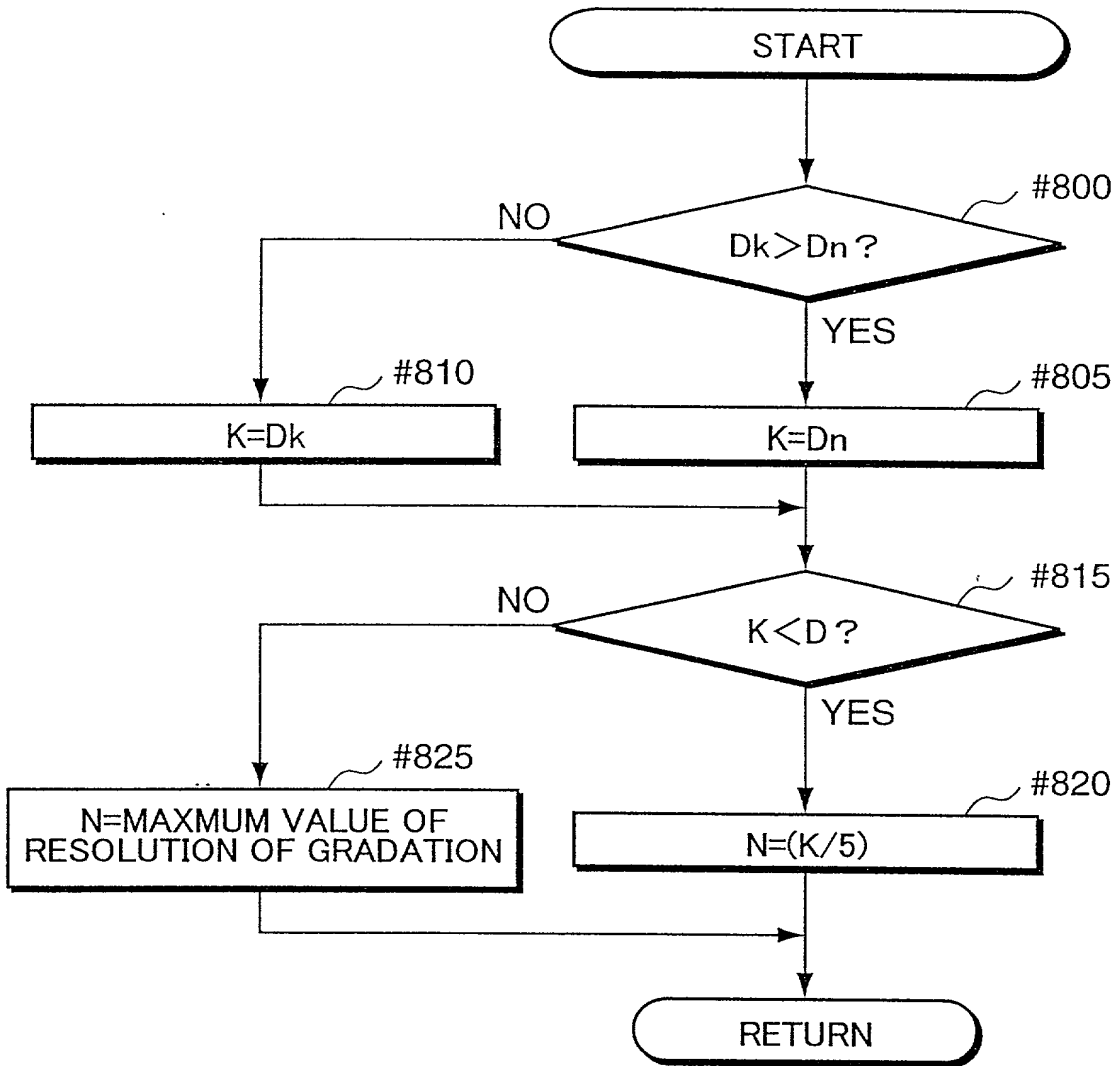 START
#800
NO
Dk>Dn?
YES
#810
#805
K=Dk
K=Dn
#815
NO
K<D?
YES
#825
#820
N=MAXMUM VALUE OF
RESOLUTION OF GRADATION
N=(K/5)
RETURN